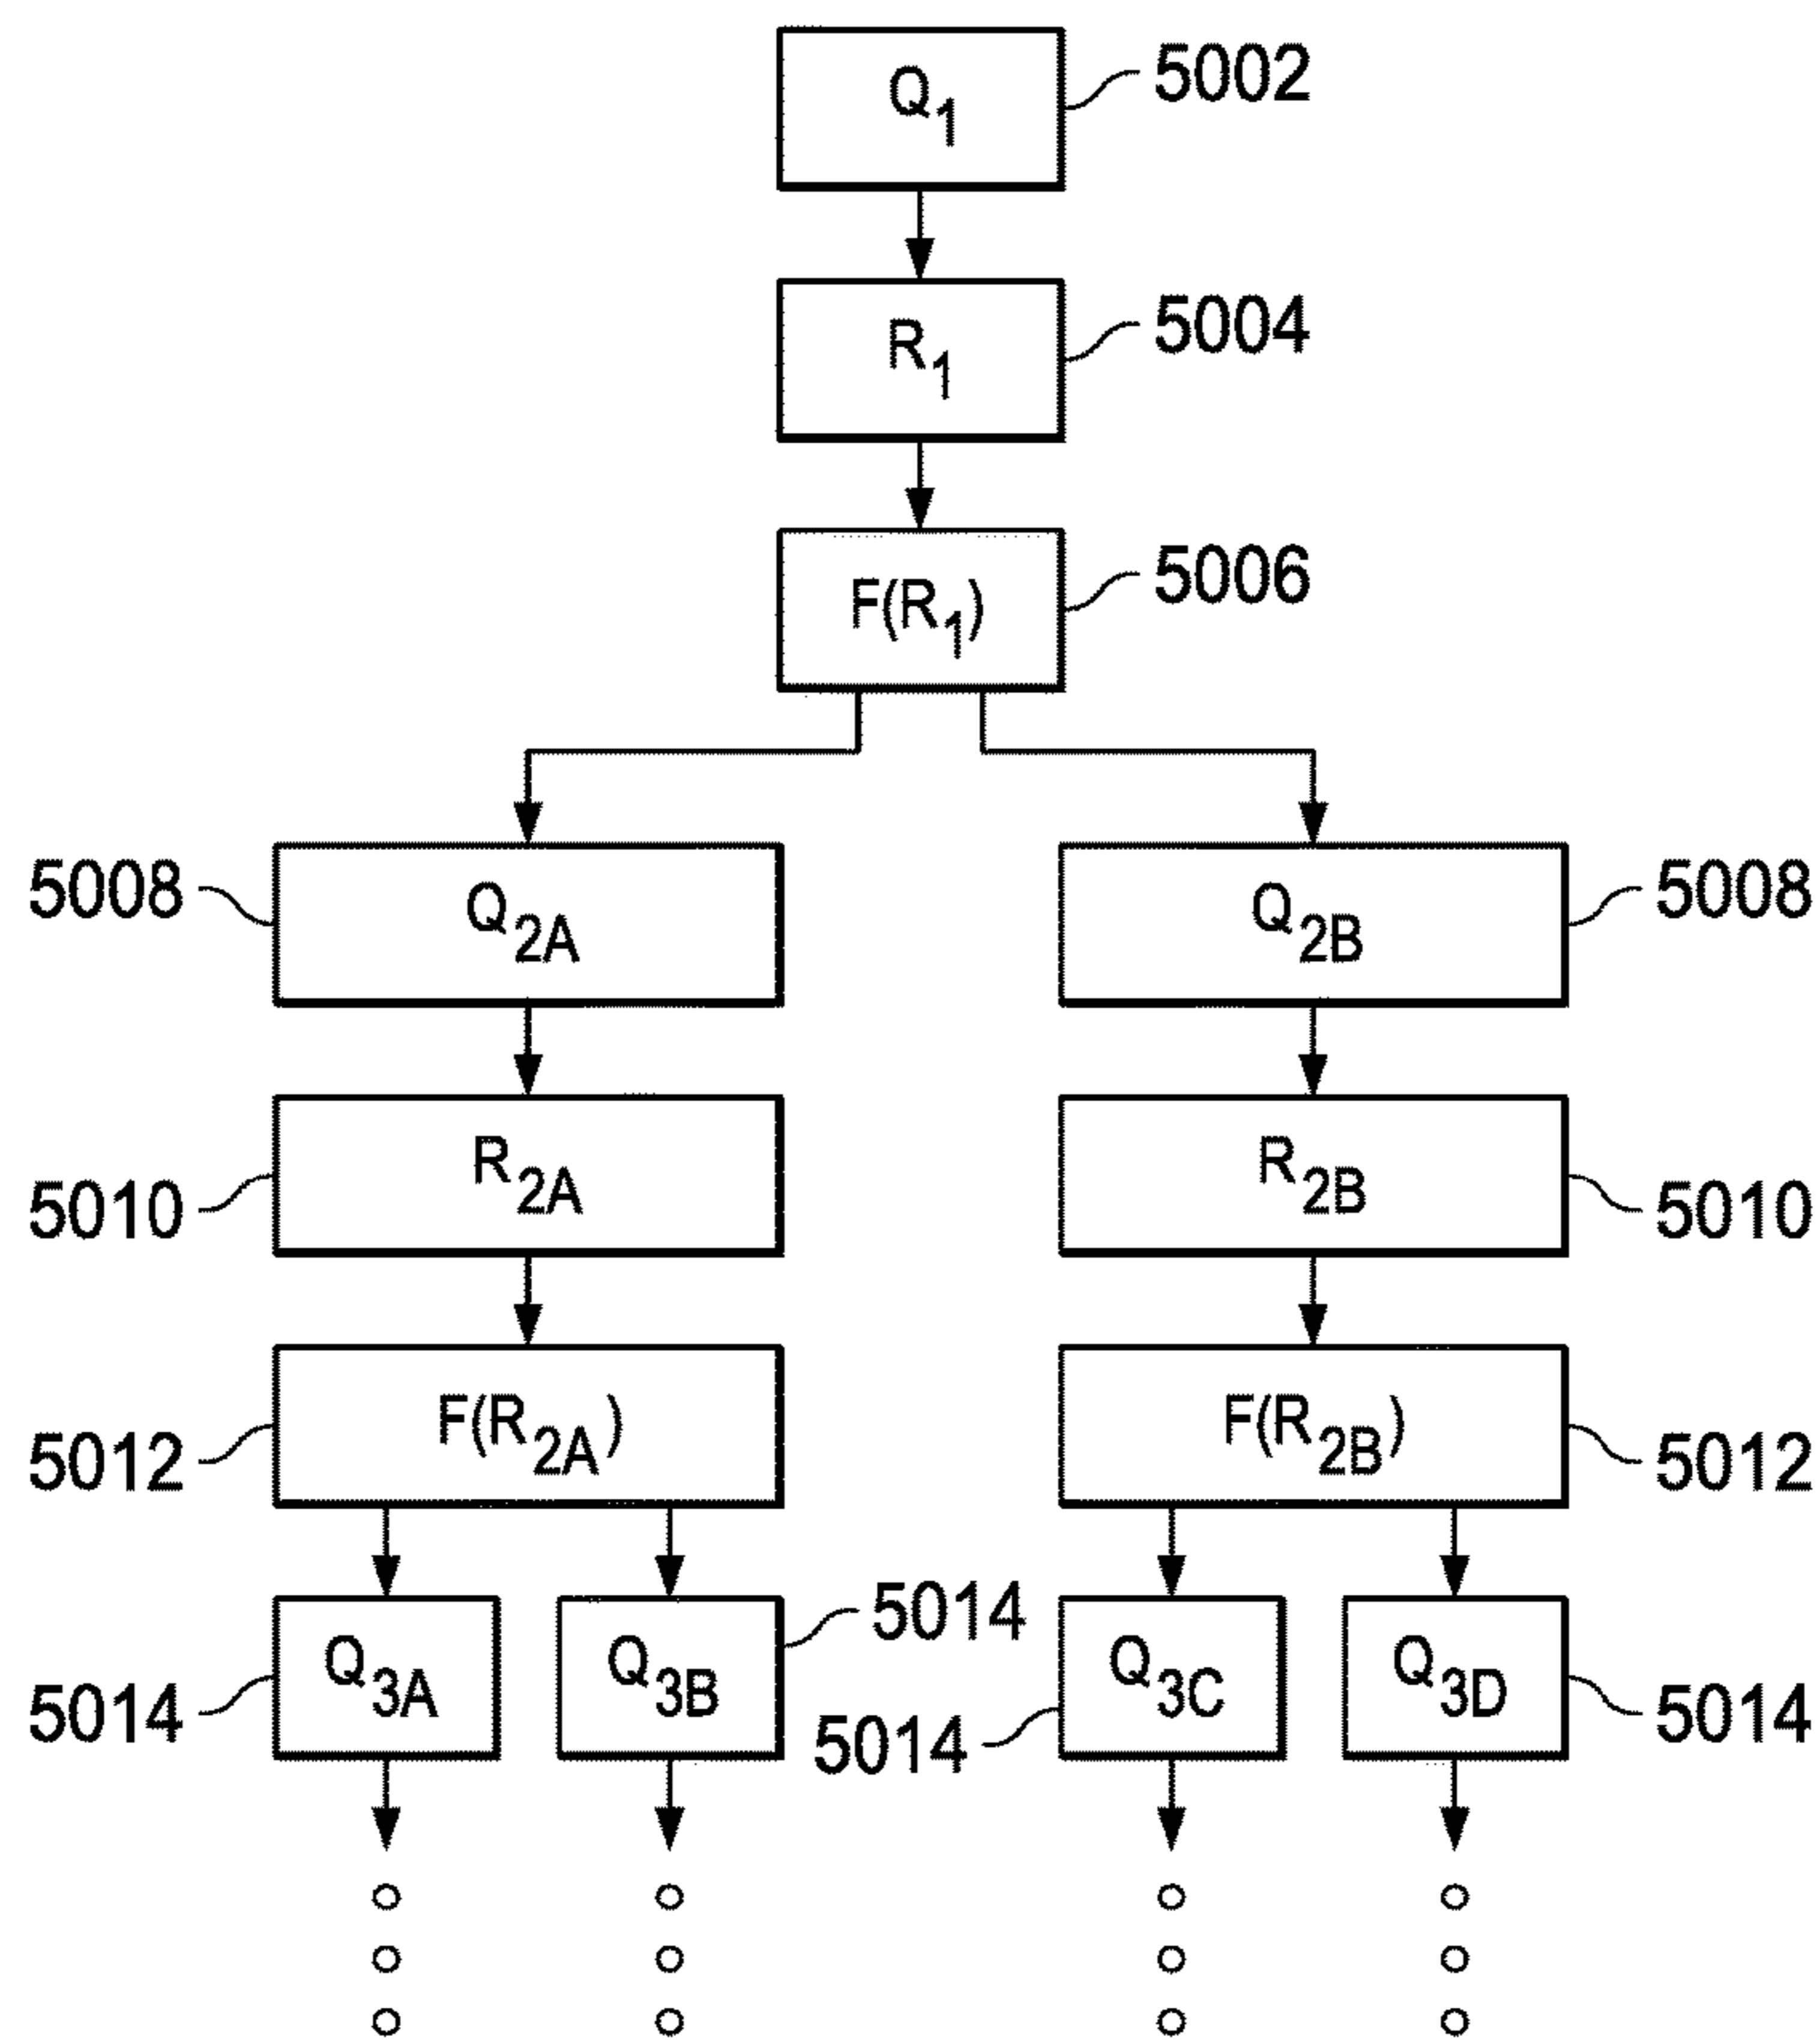 Q1 5002
R1 5004
F(R1) 5006
5008 Q2A Q2B 5008
5010 R2A R2B 5010
5012 F(R2A) F(R2B) 5012
5014 Q3A Q3B 5014 5014 Q3C Q3D 5014